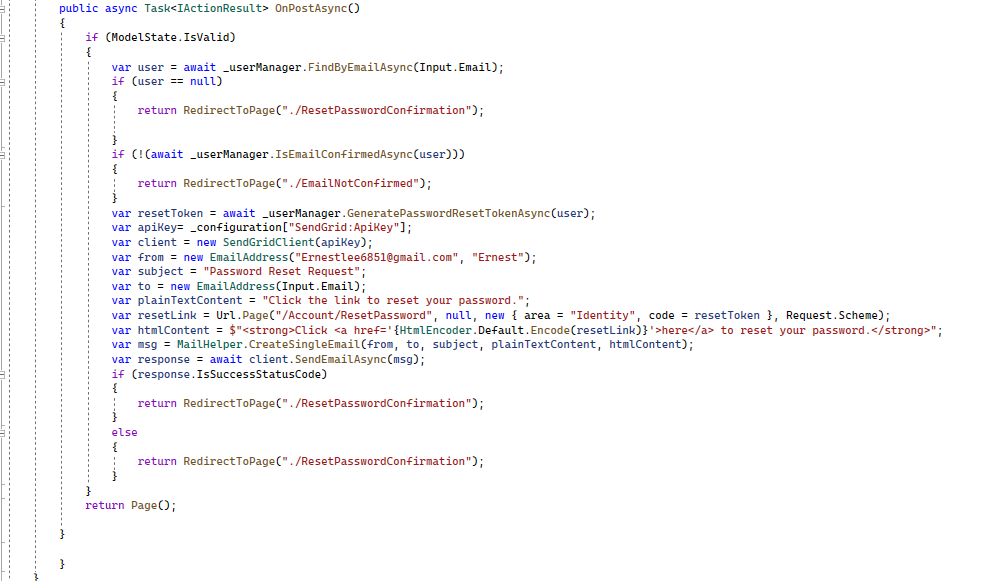 public async Task<IActionResult> OnPostAsync()
{
if (ModelState.IsValid)
{
var user = await _userManager.FindByEmailAsync(Input.Email);
if (user == null)
{
return RedirectToPage("./ResetPasswordConfirmation");
}
if (!(await _userManager.IsEmailConfirmedAsync(user)))
{
return RedirectToPage("./EmailNotConfirmed");
}
var resetToken = await _userManager.GeneratePasswordResetTokenAsync(user);
var apiKey= _configuration["SendGrid:ApiKey"];
var client = new SendGridClient(apiKey);
var from = new EmailAddress("Ernestlee6851@gmail.com", "Ernest");
var subject = "Password Reset Request";
var to = new EmailAddress(Input.Email);
var plainTextContent = "Click the link to reset your password.";
var resetLink = Url.Page("/Account/ResetPassword", null, new { area = "Identity", code = resetToken }, Request.Scheme);
var htmlContent = $"<strong>Click <a href='{HtmlEncoder.Default.Encode(resetLink)}'>here</a> to reset your password.</strong>";
var msg = MailHelper.CreateSingleEmail(from, to, subject, plainTextContent, htmlContent);
var response = await client.SendEmailAsync(msg);
if (response.IsSuccessStatusCode)
{
return RedirectToPage("./ResetPasswordConfirmation");
}
else
{
return RedirectToPage("./ResetPasswordConfirmation");
}
}
return Page();
}
}
}